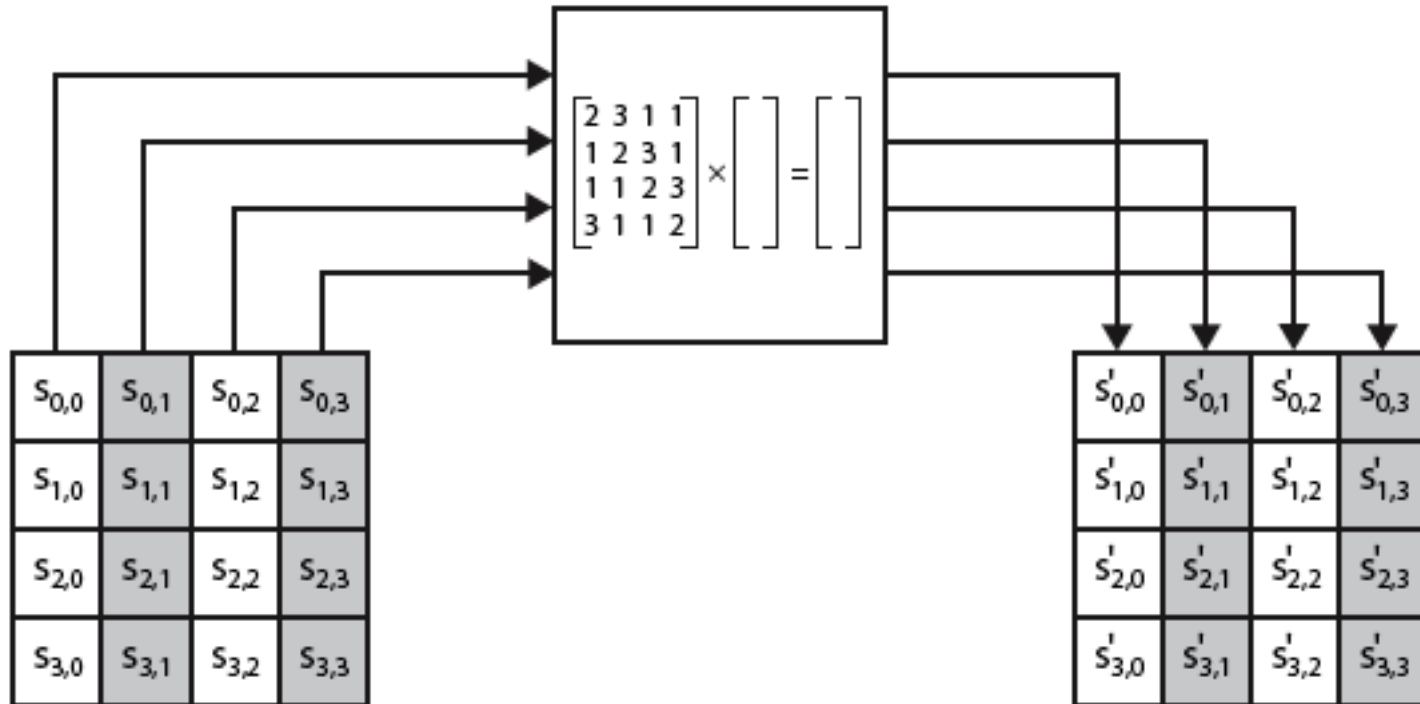 2 3 1 1
1 2 3 1
1 1 2 3
3 1 1 2
× =
S0,0 S0,1 S0,2 S0,3
S1,0 S1,1 S1,2 S1,3
S2,0 S2,1 S2,2 S2,3
S3,0 S3,1 S3,2 S3,3
S'0,0 S'0,1 S'0,2 S'0,3
S'1,0 S'1,1 S'1,2 S'1,3
S'2,0 S'2,1 S'2,2 S'2,3
S'3,0 S'3,1 S'3,2 S'3,3